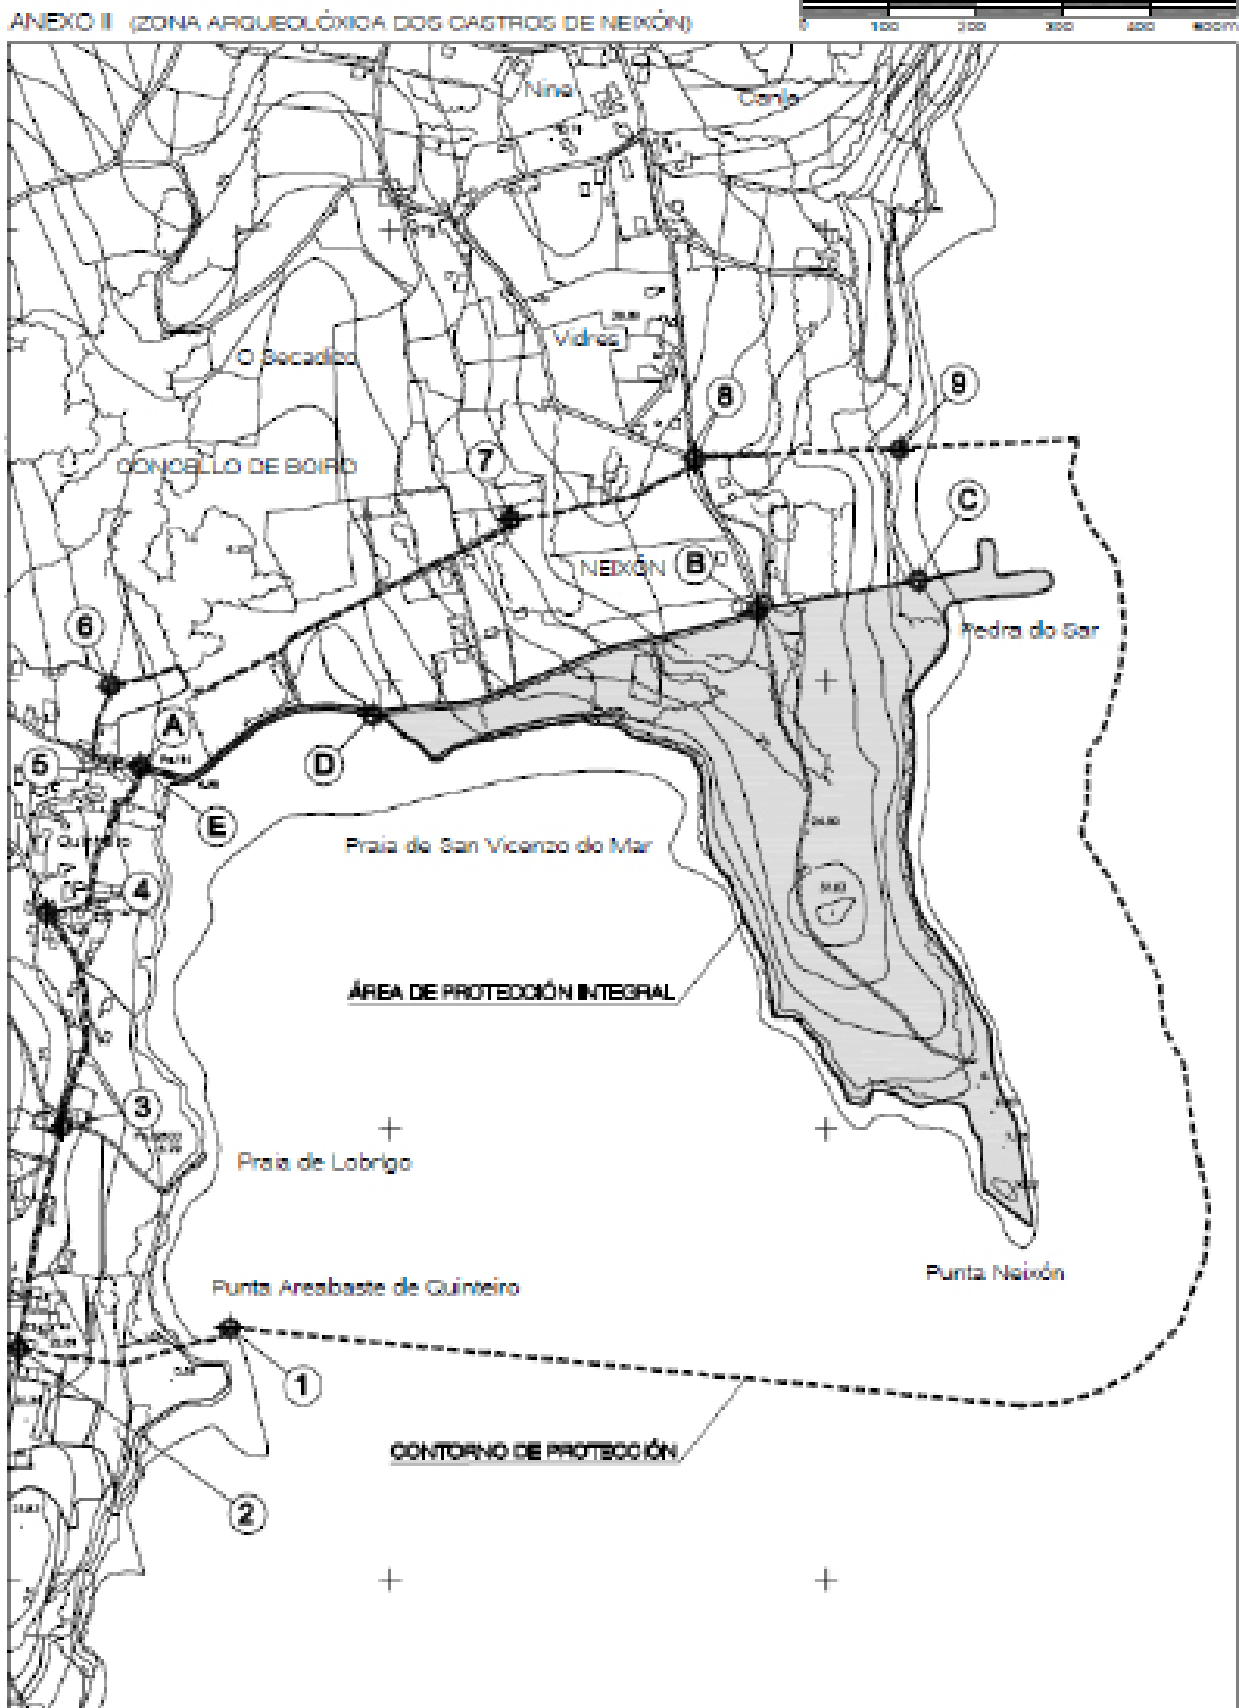 ANEXO II (ZONA ARQUEOLÓXICA DOS CASTROS DE NEIXÓN)
0 100 200 300 400 500m
Nine
Vidres
O Secadizo
8
9
7
CONCELLO DE BOIRO
C
NEIXÓN
B
6
Pedra do Sar
A
5
D
E
Praia de San Vicenzo do Mar
4
ÁREA DE PROTECCIÓN INTEGRAL
3
Praia de Lobrigo
Punta Neixón
Punta Areabaste de Quinteiro
1
CONTORNO DE PROTECCIÓN
2